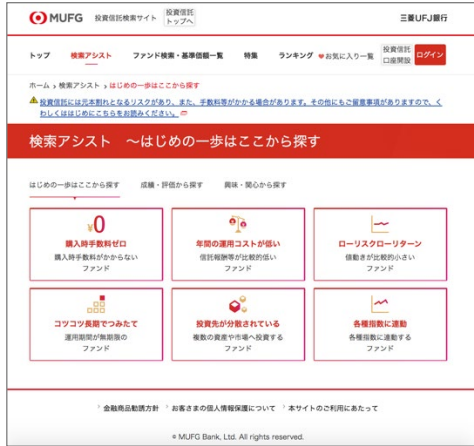 MUFG 投資信託検索サイト 投資信託トップへ 三菱UFJ銀行
トップ 検索アシスト ファンド検索・基準価額一覧 特集 ランキング お気に入り一覧 投資信託口座開設 ログイン
ホーム > 検索アシスト > はじめの一歩はここから探す
投資信託には元本割れとなるリスクがあり、また、手数料等がかかる場合があります。その他にもご留意事項がありますので、く
わしくははじめにこちらをお読みください。
検索アシスト ~はじめの一歩はここから探す
はじめの一歩はここから探す 成績・評価から探す 興味・関心から探す
¥0
購入時手数料ゼロ
購入時手数料がかからない
ファンド
年間の運用コストが低い
信託報酬等が比較的低い
ファンド
ローリスクローリターン
値動きが比較的小さい
ファンド
コツコツ長期でつみたて
運用期間が無期限の
ファンド
投資先が分散されている
複数の資産や市場へ投資する
ファンド
各種指数に連動
各種指数に連動する
ファンド
金融商品勧誘方針 お客さまの個人情報保護について 本サイトのご利用にあたって
© MUFG Bank, Ltd. All rights reserved.